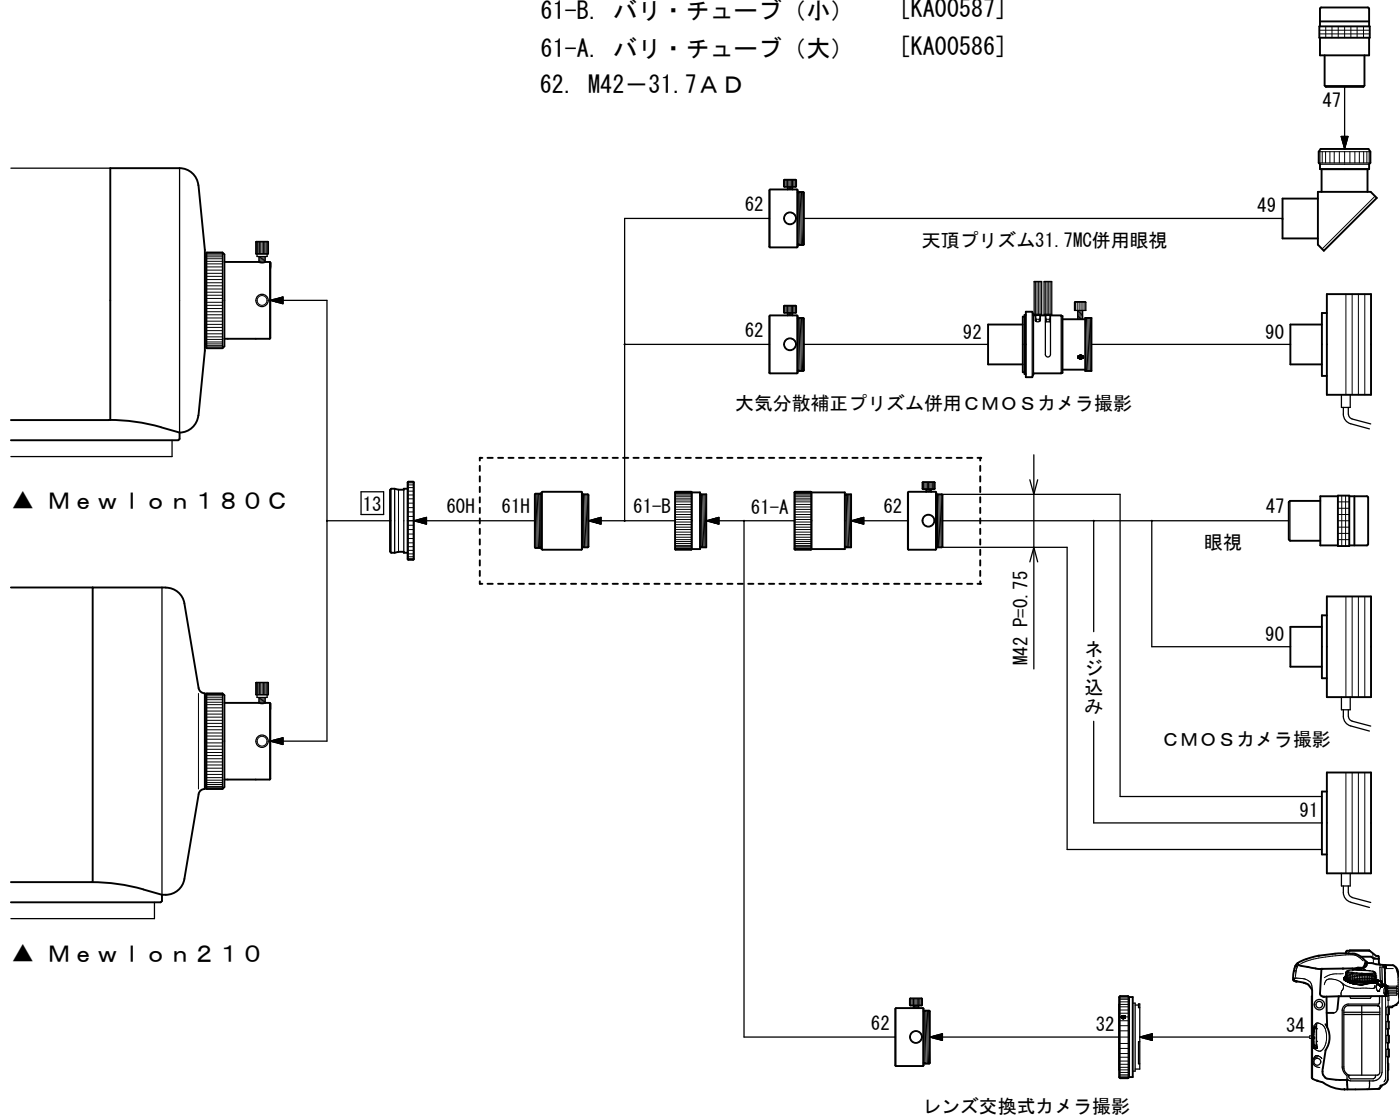 61-B. バリ・チューブ（小） [KA00587]
61-A. バリ・チューブ（大） [KA00586]
62. M42－31.7ＡＤ
47
62
49
天頂プリズム31.7MC併用眼視
62
92
90
大気分散補正プリズム併用ＣＭＯＳカメラ撮影
▲ Ｍｅｗｌｏｎ１８０Ｃ
13
60H
61H
61-B
61-A
62
47
眼視
M42 P=0.75
ネジ込み
90
ＣＭＯＳカメラ撮影
91
▲ Ｍｅｗｌｏｎ２１０
62
32
34
レンズ交換式カメラ撮影